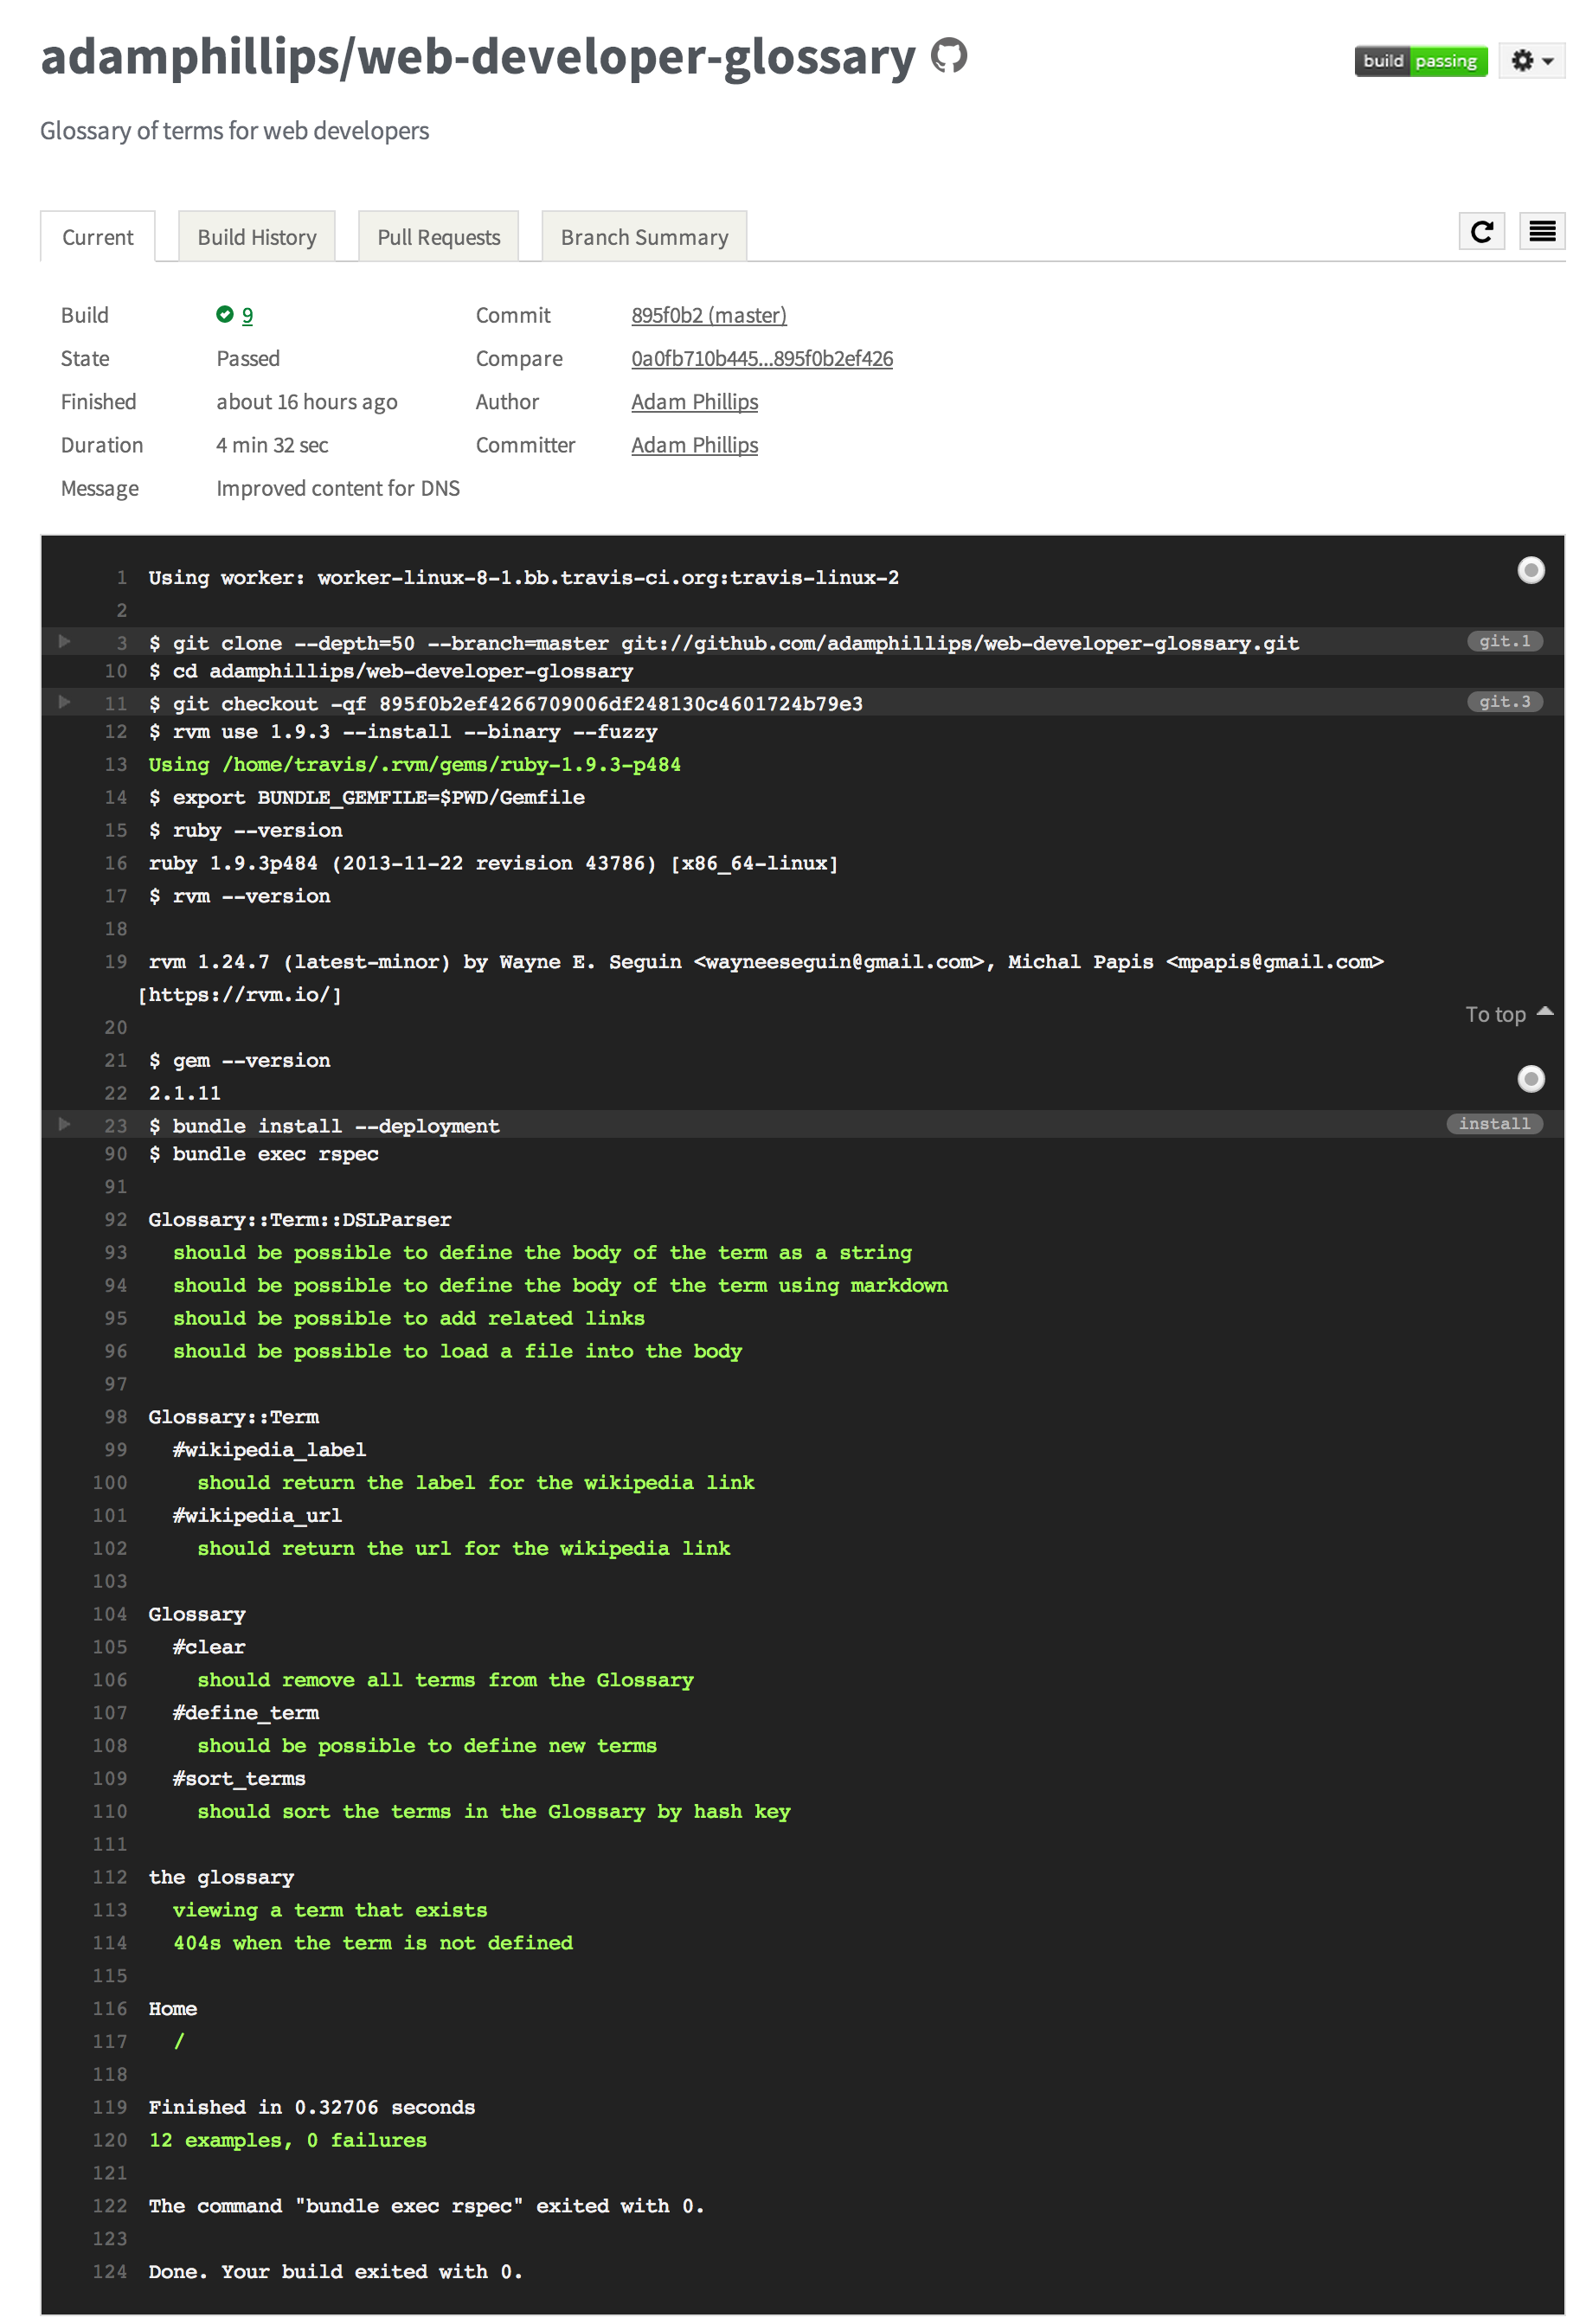 adamphillips/web-developer-glossary
build passing
Glossary of terms for web developers
Current Build History Pull Requests Branch Summary
Build 9 Commit 895f0b2 (master)
State Passed Compare 0a0fb710b445...895f0b2ef426
Finished about 16 hours ago Author Adam Phillips
Duration 4 min 32 sec Committer Adam Phillips
Message Improved content for DNS
1 Using worker: worker-linux-8-1.bb.travis-ci.org:travis-linux-2
2
3 $ git clone --depth=50 --branch=master git://github.com/adamphillips/web-developer-glossary.git git.1
10 $ cd adamphillips/web-developer-glossary
11 $ git checkout -qf 895f0b2ef4266709006df248130c4601724b79e3 git.3
12 $ rvm use 1.9.3 --install --binary --fuzzy
13 Using /home/travis/.rvm/gems/ruby-1.9.3-p484
14 $ export BUNDLE_GEMFILE=$PWD/Gemfile
15 $ ruby --version
16 ruby 1.9.3p484 (2013-11-22 revision 43786) [x86_64-linux]
17 $ rvm --version
18
19 rvm 1.24.7 (latest-minor) by Wayne E. Seguin <wayneeseguin@gmail.com>, Michal Papis <mpapis@gmail.com>
[https://rvm.io/]
To top
20
21 $ gem --version
22 2.1.11
23 $ bundle install --deployment install
90 $ bundle exec rspec
91
92 Glossary::Term::DSLParser
93 should be possible to define the body of the term as a string
94 should be possible to define the body of the term using markdown
95 should be possible to add related links
96 should be possible to load a file into the body
97
98 Glossary::Term
99 #wikipedia_label
100 should return the label for the wikipedia link
101 #wikipedia_url
102 should return the url for the wikipedia link
103
104 Glossary
105 #clear
106 should remove all terms from the Glossary
107 #define_term
108 should be possible to define new terms
109 #sort_terms
110 should sort the terms in the Glossary by hash key
111
112 the glossary
113 viewing a term that exists
114 404s when the term is not defined
115
116 Home
117 /
118
119 Finished in 0.32706 seconds
120 12 examples, 0 failures
121
122 The command "bundle exec rspec" exited with 0.
123
124 Done. Your build exited with 0.